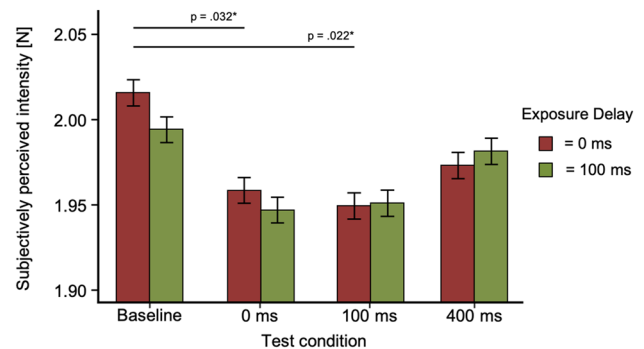 p = .032*
p = .022*
Subjectively perceived intensity [N]
2.05
2.00
1.95
1.90
Baseline
0 ms
100 ms
400 ms
Test condition
Exposure Delay
= 0 ms
= 100 ms